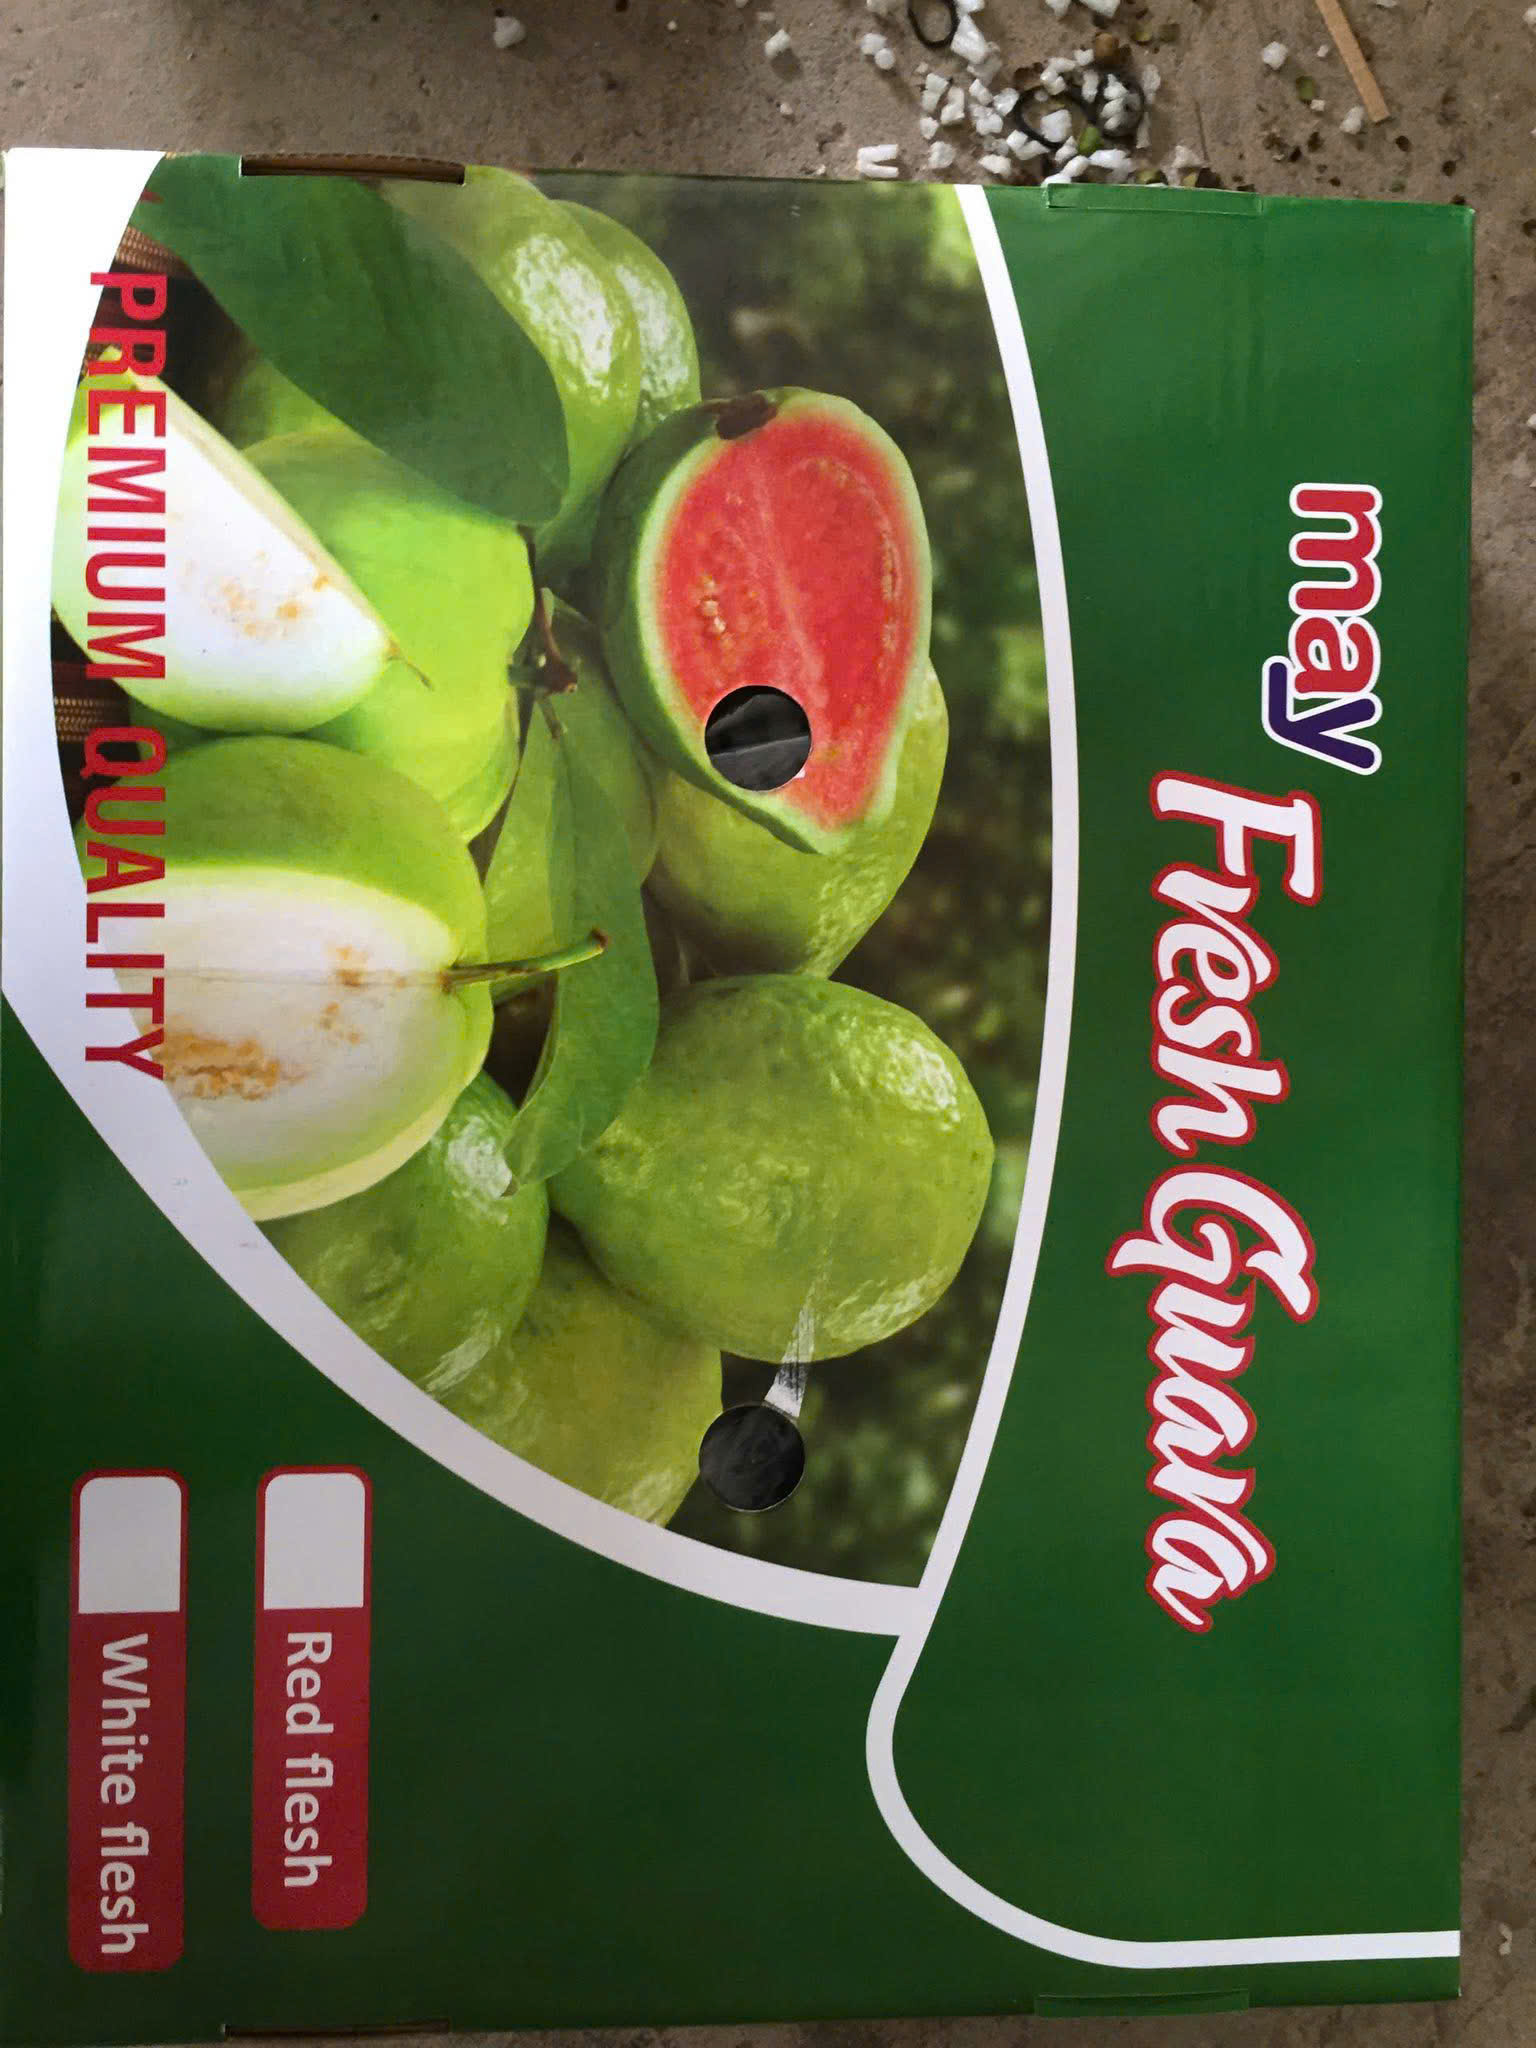 may
Fresh Guava
PREMIUM QUALITY
Red flesh
White flesh